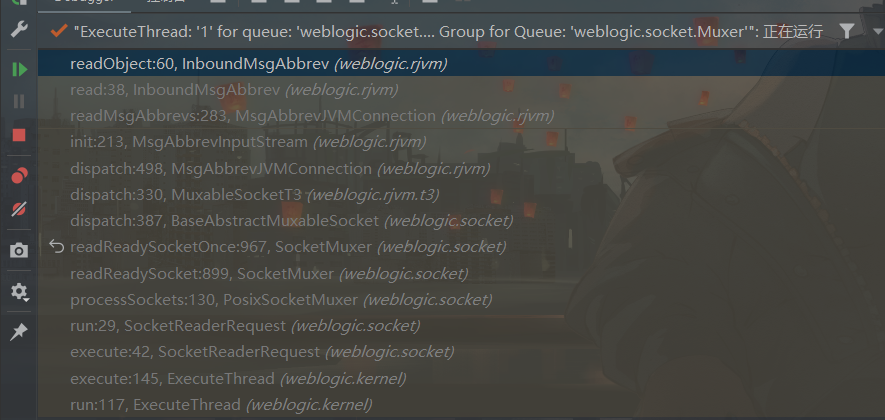 "ExecuteThread: '1' for queue: 'weblogic.socket.... Group for Queue: 'weblogic.socket.Muxer'": 正在运行
readObject:60, InboundMsgAbbrev (weblogic.rjvm)
read:38, InboundMsgAbbrev (weblogic.rjvm)
readMsgAbbrevs:283, MsgAbbrevJVMConnection (weblogic.rjvm)
init:213, MsgAbbrevInputStream (weblogic.rjvm)
dispatch:498, MsgAbbrevJVMConnection (weblogic.rjvm)
dispatch:330, MuxableSocketT3 (weblogic.rjvm.t3)
dispatch:387, BaseAbstractMuxableSocket (weblogic.socket)
readReadySocketOnce:967, SocketMuxer (weblogic.socket)
readReadySocket:899, SocketMuxer (weblogic.socket)
processSockets:130, PosixSocketMuxer (weblogic.socket)
run:29, SocketReaderRequest (weblogic.socket)
execute:42, SocketReaderRequest (weblogic.socket)
execute:145, ExecuteThread (weblogic.kernel)
run:117, ExecuteThread (weblogic.kernel)